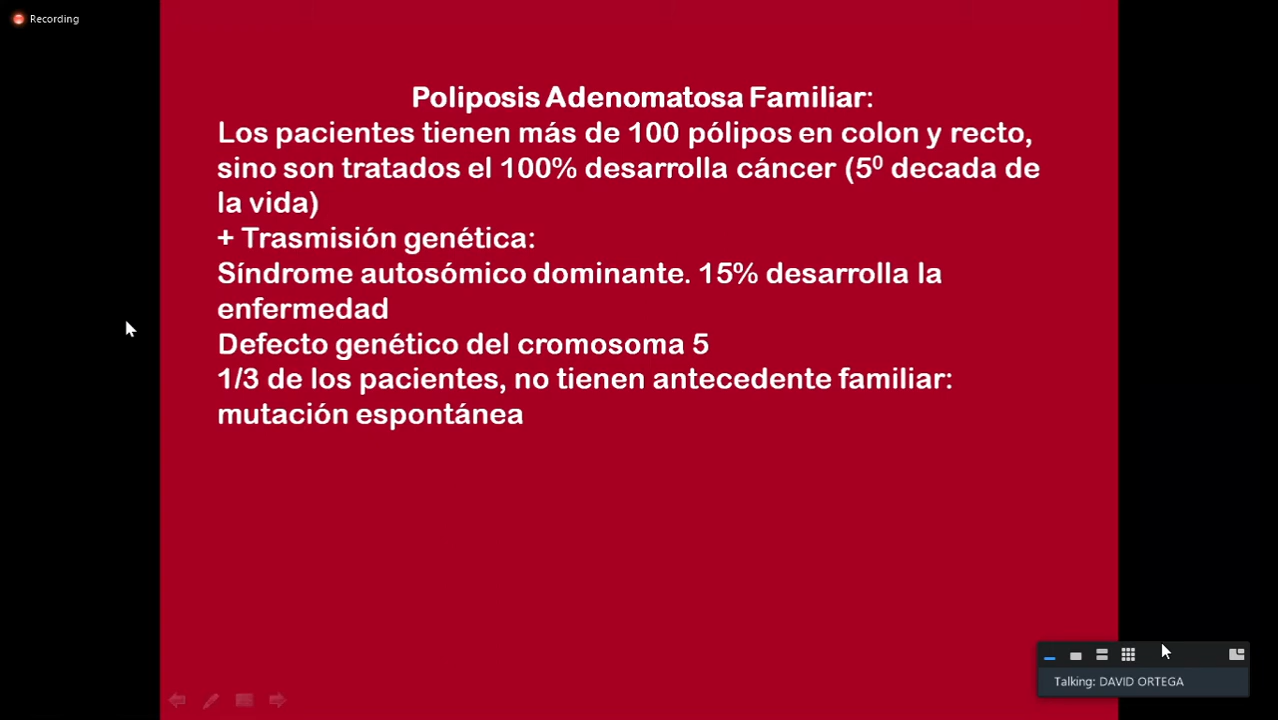 Recording
Poliposis Adenomatosa Familiar:
Los pacientes tienen más de 100 pólipos en colon y recto,
sino son tratados el 100% desarrolla cáncer (5⁰ decada de
la vida)
+ Trasmisión genética:
Síndrome autosómico dominante. 15% desarrolla la
enfermedad
Defecto genético del cromosoma 5
1/3 de los pacientes, no tienen antecedente familiar:
mutación espontánea
Talking: DAVID ORTEGA